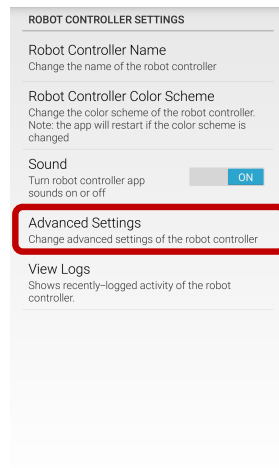 ROBOT CONTROLLER SETTINGS
Robot Controller Name
Change the name of the robot controller
Robot Controller Color Scheme
Change the color scheme of the robot controller.
Note: the app will restart if the color scheme is
changed
Sound
Turn robot controller app
sounds on or off
ON
Advanced Settings
Change advanced settings of the robot controller
View Logs
Shows recently–logged activity of the robot
controller.